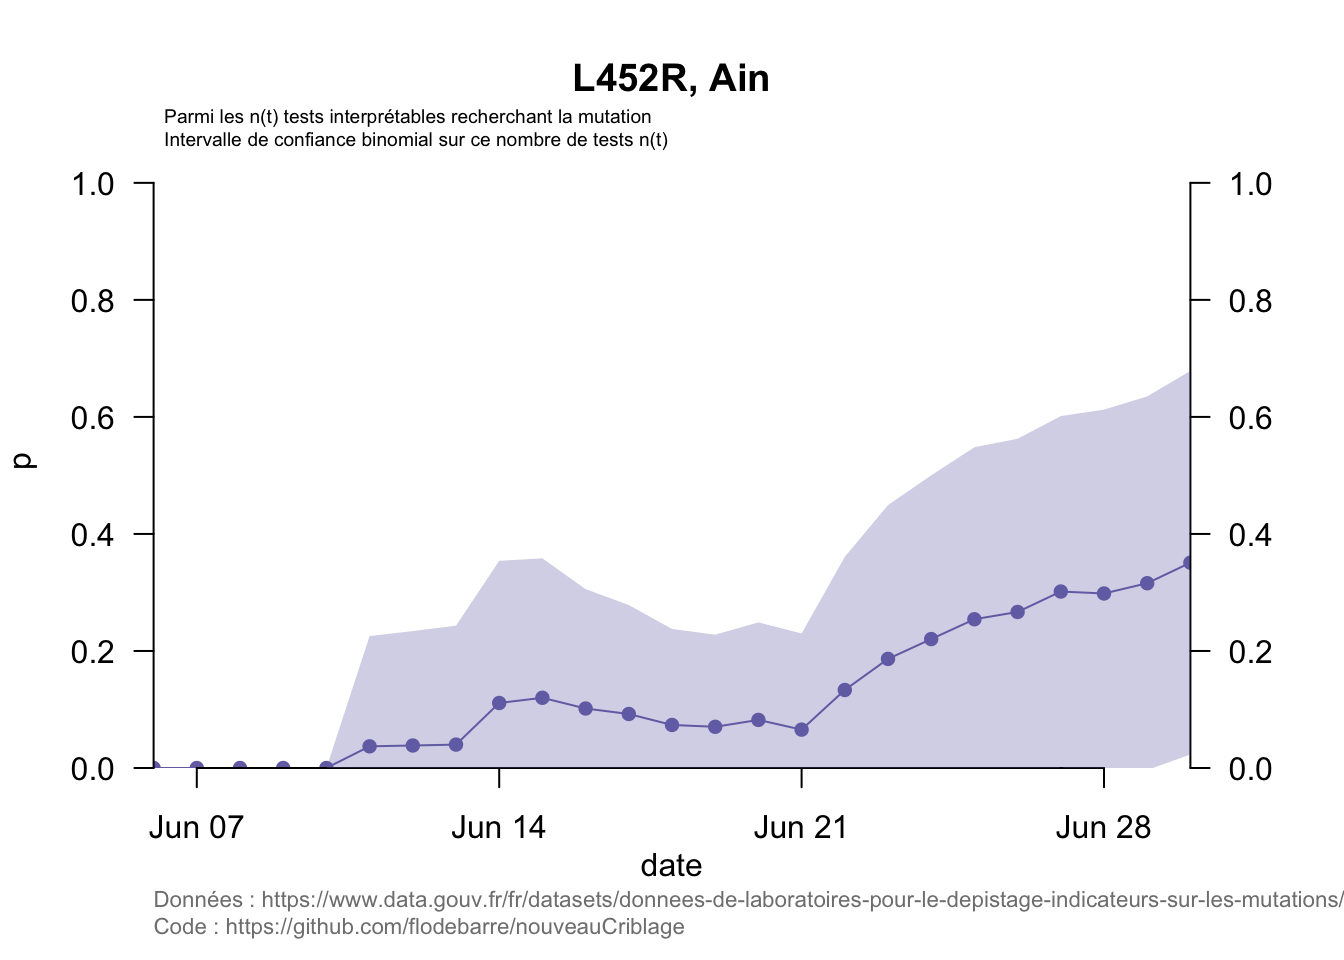 L452R, Ain
Parmi les n(t) tests interprétables recherchant la mutation
Intervalle de confiance binomial sur ce nombre de tests n(t)
1.0 1.0
0.8 0.8
0.6 0.6
p
0.4 0.4
0.2 0.2
0.0 0.0
Jun 07 Jun 14 Jun 21 Jun 28
date
Données : https://www.data.gouv.fr/fr/datasets/donnees-de-laboratoires-pour-le-depistage-indicateurs-sur-les-mutations/
Code : https://github.com/flodebarre/nouveauCriblage